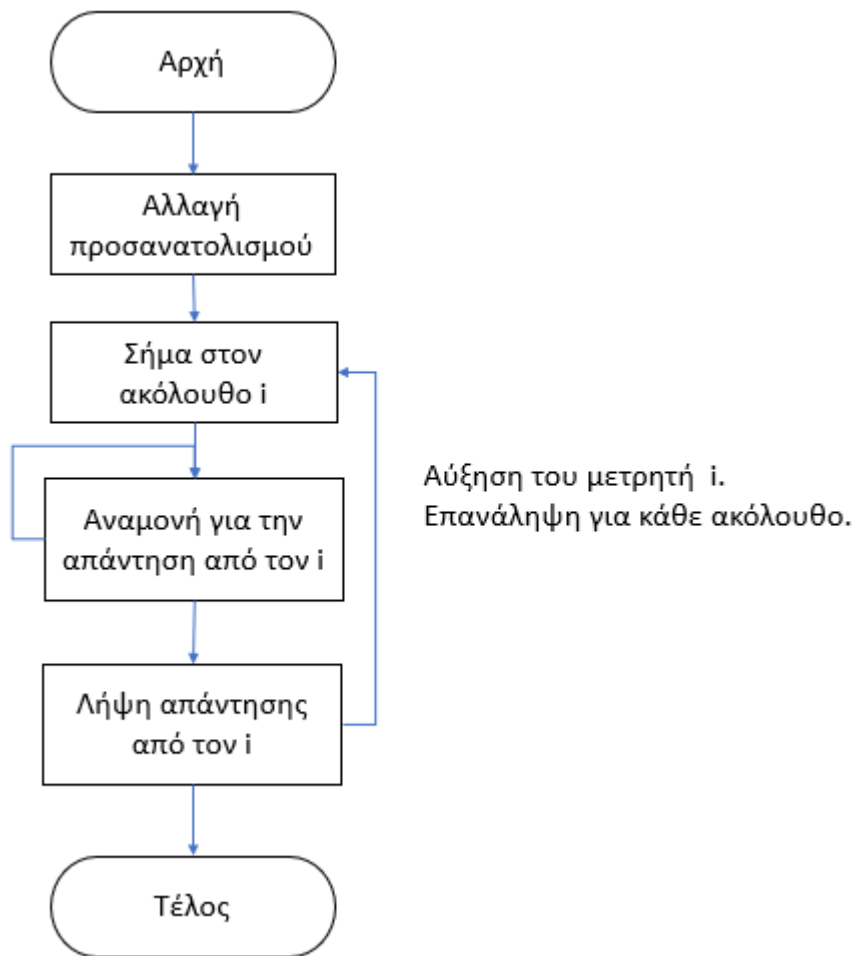 Αρχή
Αλλαγή
προσανατολισμού
Σήμα στον
ακόλουθο i
Αύξηση του μετρητή i.
Επανάληψη για κάθε ακόλουθο.
Αναμονή για την
απάντηση από τον i
Λήψη απάντησης
από τον i
Τέλος